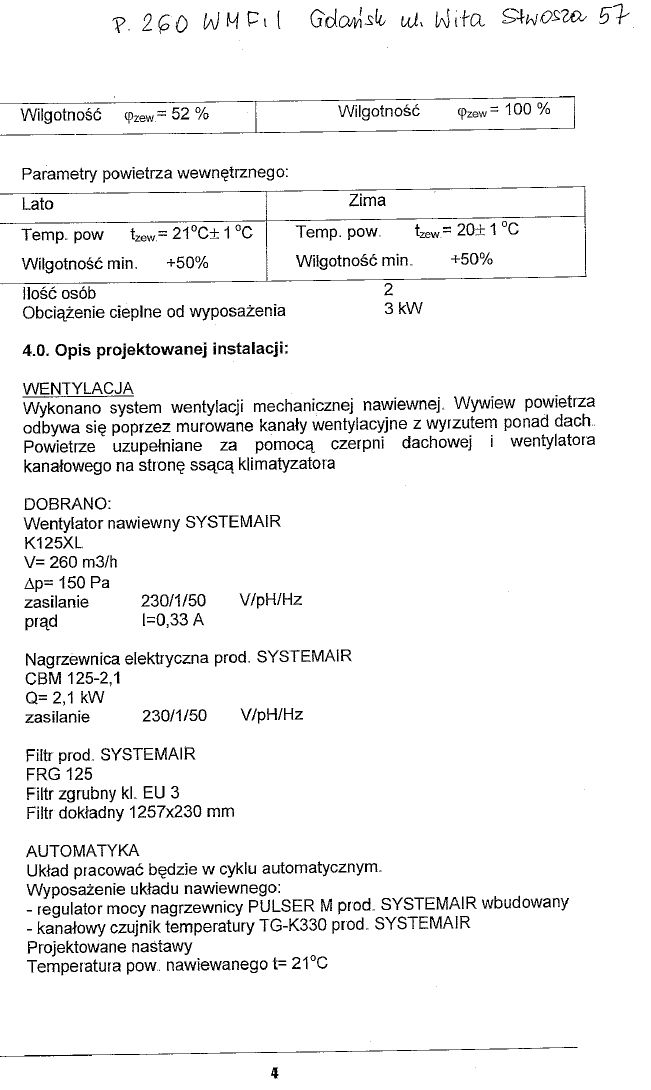 P. 260 WMFiI Gdańsk ul. Wita Stwosza 57
Wilgotność φzew.= 52 % Wilgotność φzew= 100 %
Parametry powietrza wewnętrznego:
Lato Zima
Temp. pow tzew.= 21°C± 1 °C Temp. pow. tzew.= 20± 1 °C
Wilgotność min. +50% Wilgotność min. +50%
Ilość osób 2
Obciążenie cieplne od wyposażenia 3 kW
4.0. Opis projektowanej instalacji:
WENTYLACJA
Wykonano system wentylacji mechanicznej nawiewnej. Wywiew powietrza
odbywa się poprzez murowane kanały wentylacyjne z wyrzutem ponad dach.
Powietrze uzupełniane za pomocą czerpni dachowej i wentylatora
kanałowego na stronę ssącą klimatyzatora
DOBRANO:
Wentylator nawiewny SYSTEMAIR
K125XL
V= 260 m3/h
Δp= 150 Pa
zasilanie 230/1/50 V/pH/Hz
prąd I=0,33 A
Nagrzewnica elektryczna prod. SYSTEMAIR
CBM 125-2,1
Q= 2,1 kW
zasilanie 230/1/50 V/pH/Hz
Filtr prod. SYSTEMAIR
FRG 125
Filtr zgrubny kl. EU 3
Filtr dokładny 1257x230 mm
AUTOMATYKA
Układ pracować będzie w cyklu automatycznym.
Wyposażenie układu nawiewnego:
- regulator mocy nagrzewnicy PULSER M prod. SYSTEMAIR wbudowany
- kanałowy czujnik temperatury TG-K330 prod. SYSTEMAIR
Projektowane nastawy
Temperatura pow. nawiewanego t= 21°C
4